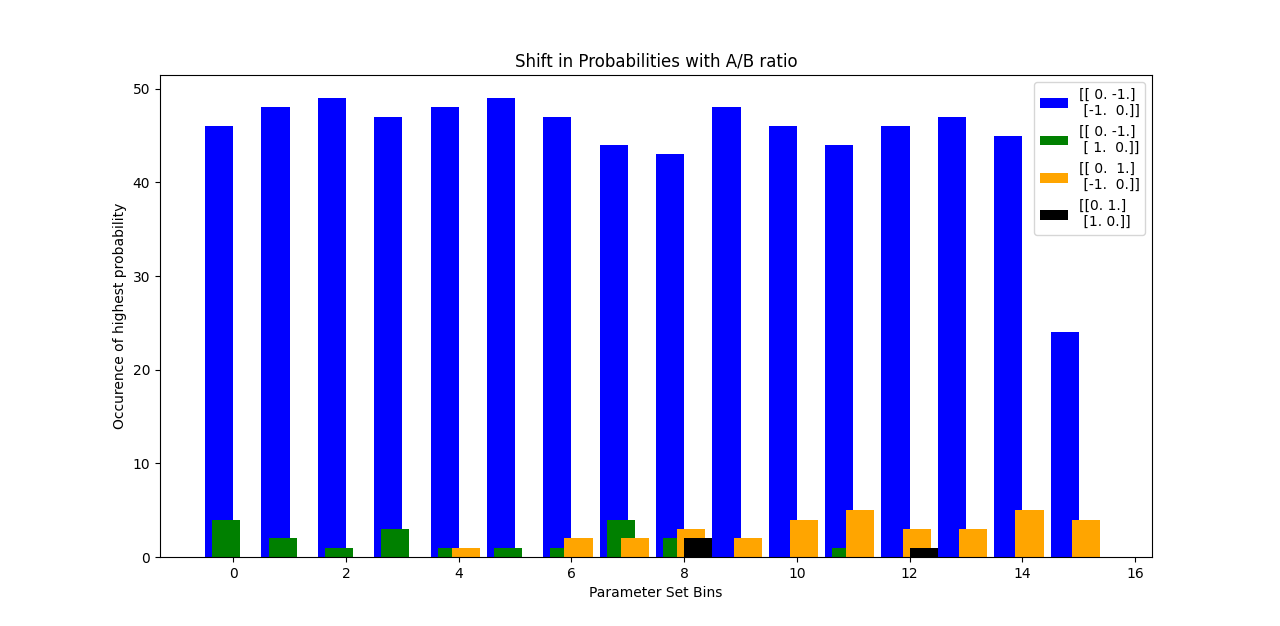 Shift in Probabilities with A/B ratio
50
40
30
20
10
0
Occurence of highest probability
[[ 0. -1.]
[-1.  0.]]
[[ 0. -1.]
[ 1.  0.]]
[[ 0.  1.]
[-1.  0.]]
[[0. 1.]
[1. 0.]]
0 2 4 6 8 10 12 14 16
Parameter Set Bins